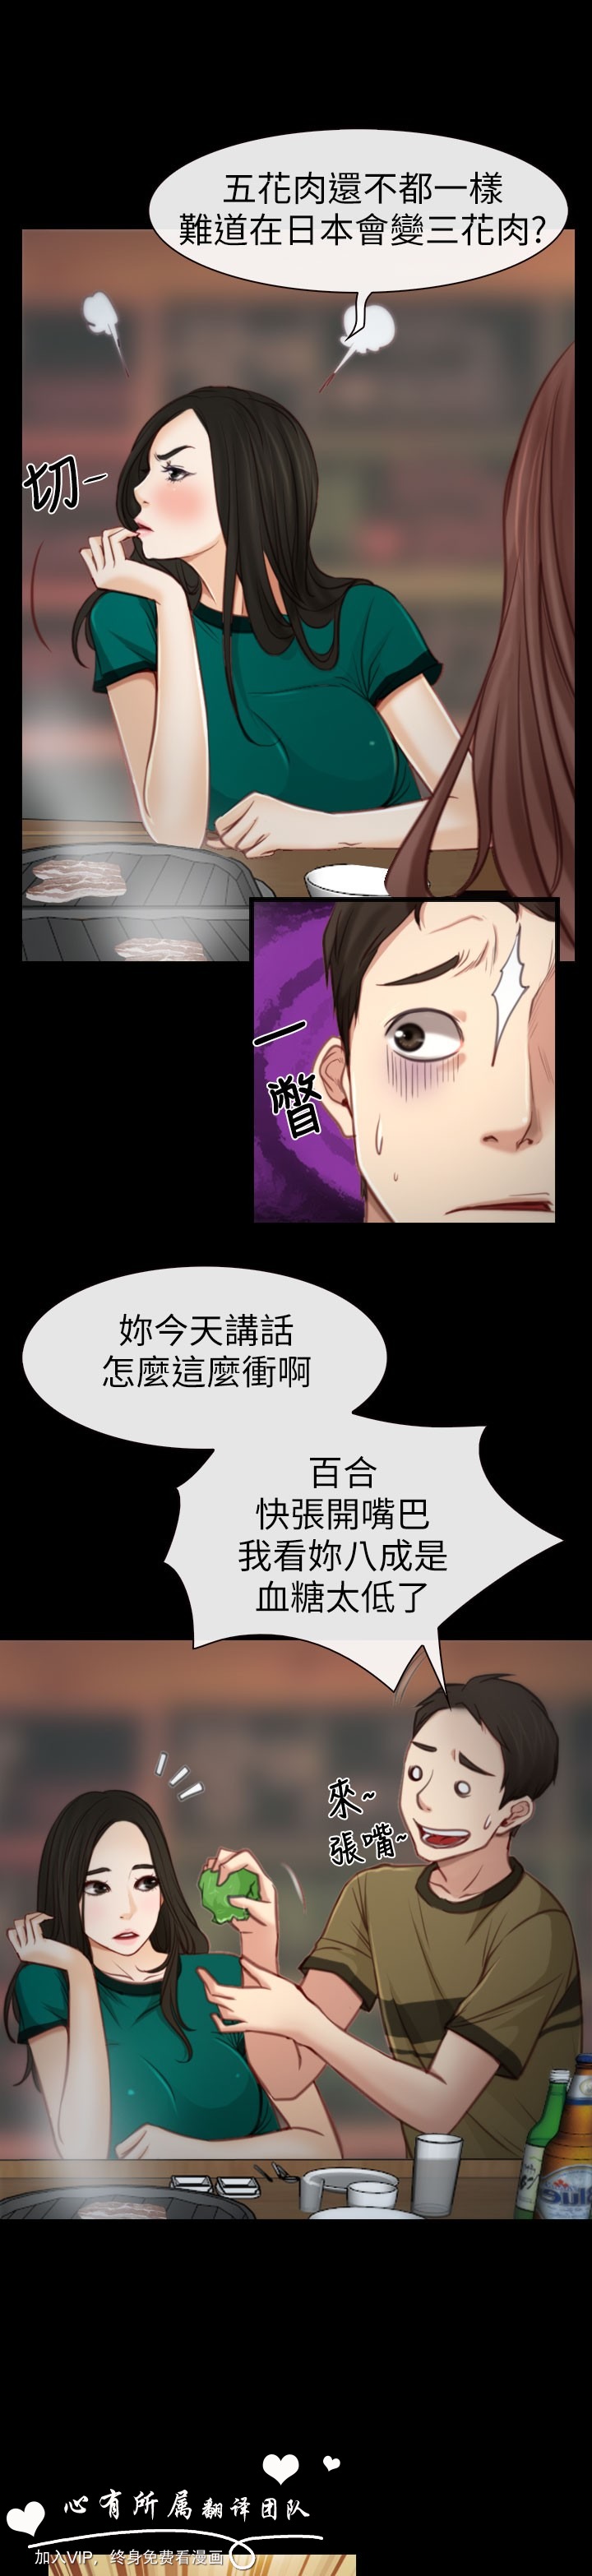 五花肉還不都一樣
難道在日本會變三花肉?
切~
一瞥
妳今天講話
怎麼這麼衝啊
百合
快張開嘴巴
我看妳八成是
血糖太低了
來~
張嘴~
心有所属翻译团队
加入VIP，终身免费看漫画